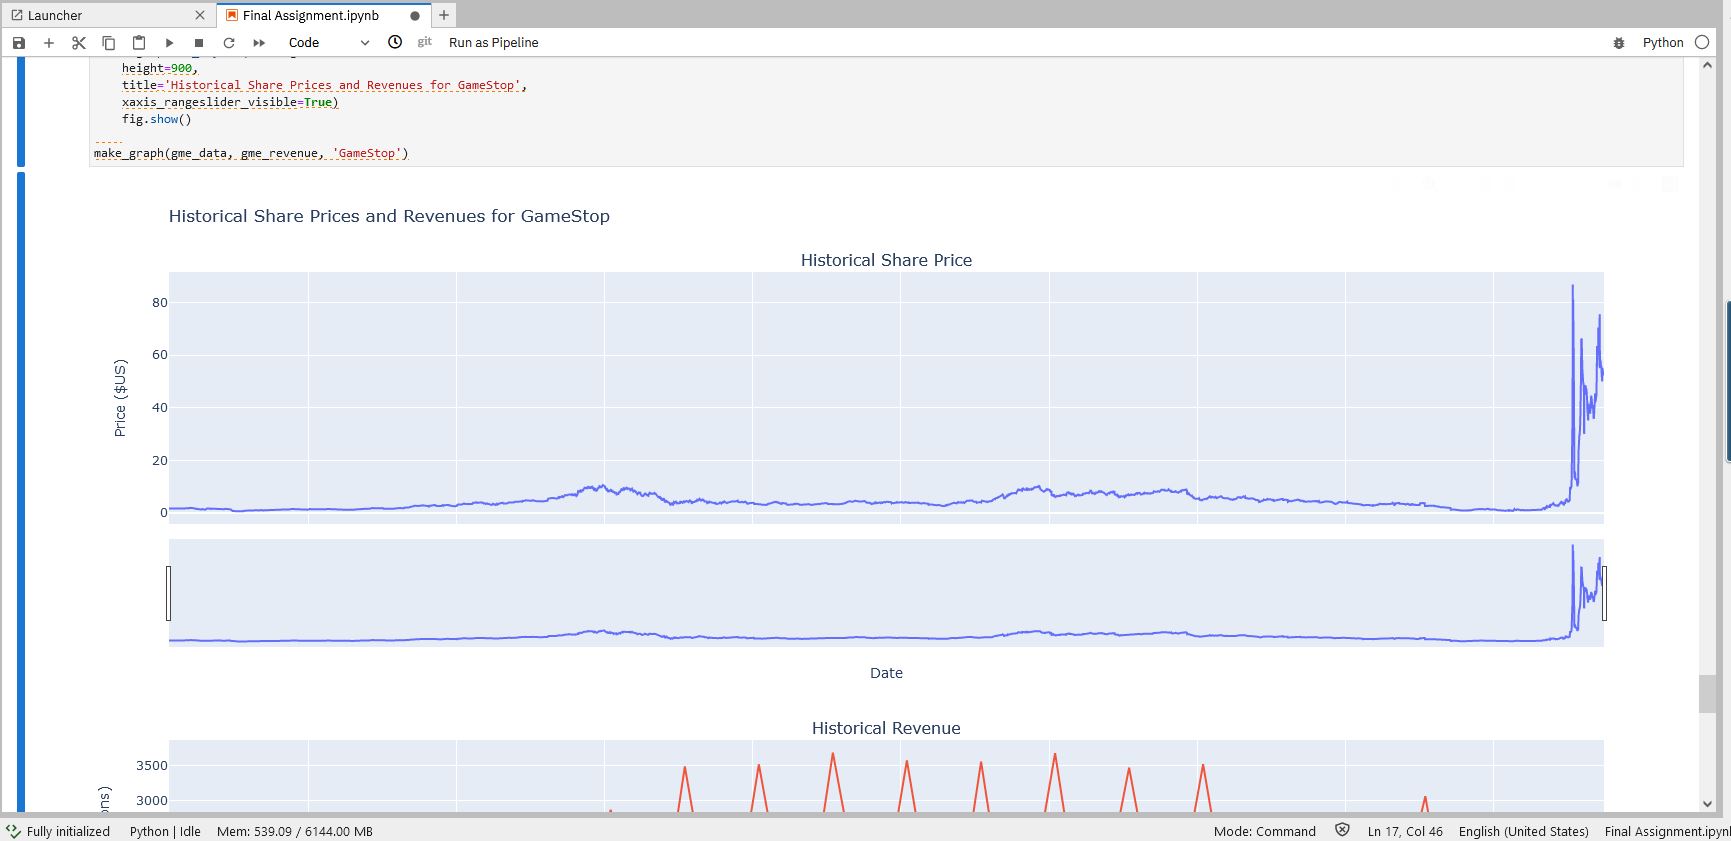 Launcher
Final Assignment.ipynb
Code git Run as Pipeline Python
height=900,
title='Historical Share Prices and Revenues for GameStop',
xaxis_rangeslider_visible=True)
fig.show()
make_graph(gme_data, gme_revenue, 'GameStop')
Historical Share Prices and Revenues for GameStop
Historical Share Price
80
60
40
20
0
Price ($US)
Date
Historical Revenue
3500
3000
ons)
Fully initialized Python | Idle Mem: 539.09 / 6144.00 MB Mode: Command Ln 17, Col 46 English (United States) Final Assignment.ipyn